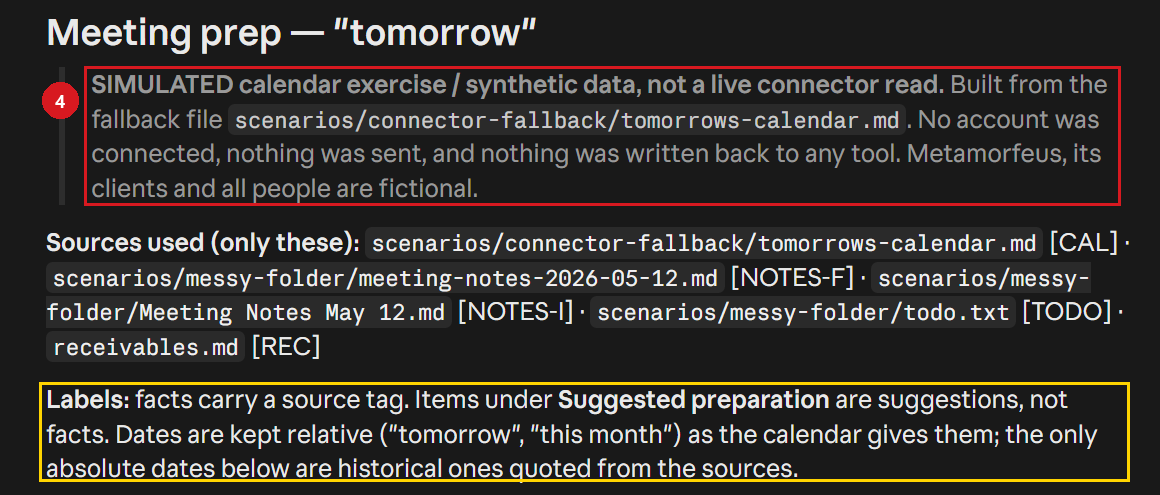 Meeting prep — "tomorrow"
4
SIMULATED calendar exercise / synthetic data, not a live connector read. Built from the
fallback file scenarios/connector-fallback/tomorrows-calendar.md. No account was
connected, nothing was sent, and nothing was written back to any tool. Metamorfeus, its
clients and all people are fictional.
Sources used (only these): scenarios/connector-fallback/tomorrows-calendar.md [CAL] ·
scenarios/messy-folder/meeting-notes-2026-05-12.md [NOTES-F] · scenarios/messy-
folder/Meeting Notes May 12.md [NOTES-I] · scenarios/messy-folder/todo.txt [TODO] ·
receivables.md [REC]
Labels: facts carry a source tag. Items under Suggested preparation are suggestions, not
facts. Dates are kept relative ("tomorrow", "this month") as the calendar gives them; the only
absolute dates below are historical ones quoted from the sources.